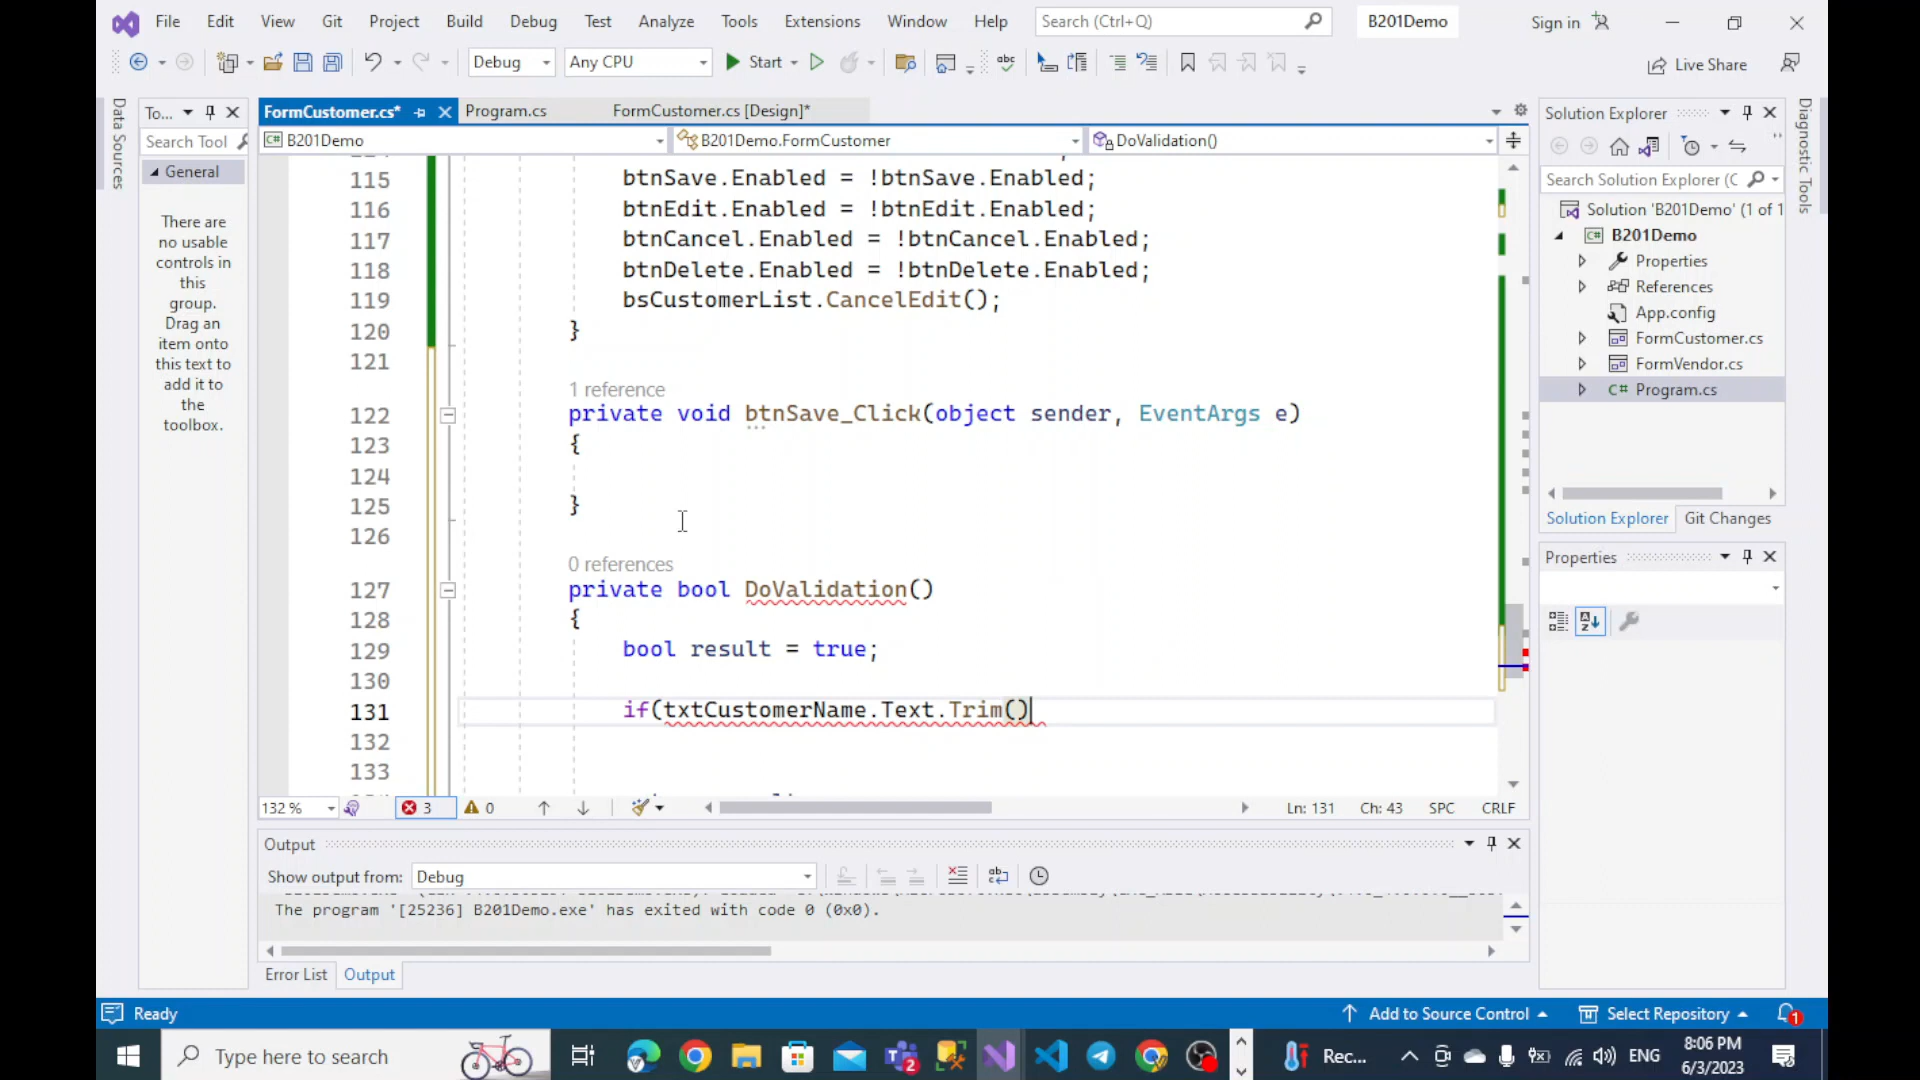 File Edit View Git Project Build Debug Test Analyze Tools Extensions Window Help Search (Ctrl+Q) B201Demo Sign in
Debug Any CPU Start Live Share
Data Sources
To...
Search Tool
General
There are
no usable
controls in
this
group.
Drag an
item onto
this text to
add it to
the
toolbox.
FormCustomer.cs* Program.cs FormCustomer.cs [Design]*
B201Demo B201Demo.FormCustomer DoValidation()
115 btnSave.Enabled = !btnSave.Enabled;
116 btnEdit.Enabled = !btnEdit.Enabled;
117 btnCancel.Enabled = !btnCancel.Enabled;
118 btnDelete.Enabled = !btnDelete.Enabled;
119 bsCustomerList.CancelEdit();
120 }
121
1 reference
122 private void btnSave_Click(object sender, EventArgs e)
123 {
124
125 }
126
0 references
127 private bool DoValidation()
128 {
129 bool result = true;
130
131 if(txtCustomerName.Text.Trim()
132
133
132 % 3 0 Ln: 131 Ch: 43 SPC CRLF
Output
Show output from: Debug
The program '[25236] B201Demo.exe' has exited with code 0 (0x0).
Error List Output
Solution Explorer
Search Solution Explorer (C
Solution 'B201Demo' (1 of 1
C# B201Demo
Properties
References
App.config
FormCustomer.cs
FormVendor.cs
C# Program.cs
Solution Explorer Git Changes
Properties
Diagnostic Tools
Ready Add to Source Control Select Repository 1
Type here to search 2 Rec... ENG 8:06 PM
6/3/2023